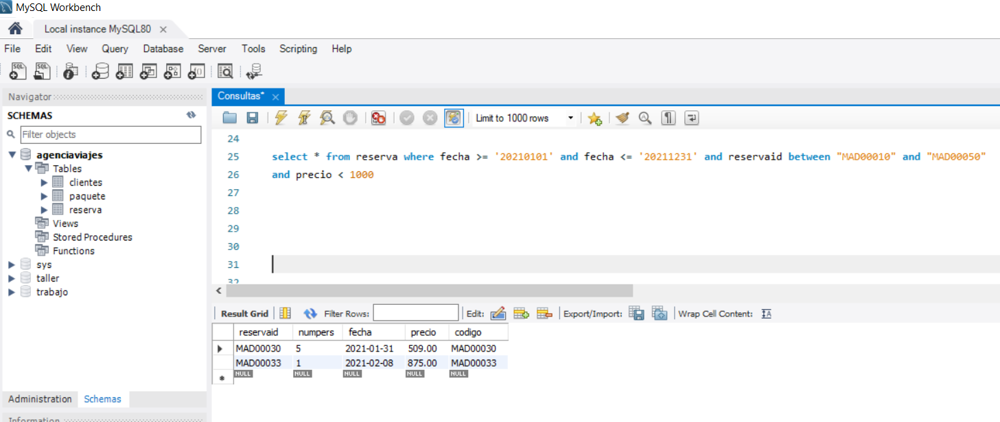 MySQL Workbench
Local instance MySQL80
File Edit View Query Database Server Tools Scripting Help
SQL SQL
Navigator
SCHEMAS
Filter objects
agenciaviajes
Tables
clientes
paquete
reserva
Views
Stored Procedures
Functions
sys
taller
trabajo
Administration Schemas
Information
Consultas*
Limit to 1000 rows
24
25 select * from reserva where fecha >= '20210101' and fecha <= '20211231' and reservaid between "MAD00010" and "MAD00050"
26 and precio < 1000
27
28
29
30
31
32
Result Grid Filter Rows: Edit: Export/Import: Wrap Cell Content:
reservaid numpers fecha precio codigo
MAD00030 5 2021-01-31 509.00 MAD00030
MAD00033 1 2021-02-08 875.00 MAD00033
NULL NULL NULL NULL NULL